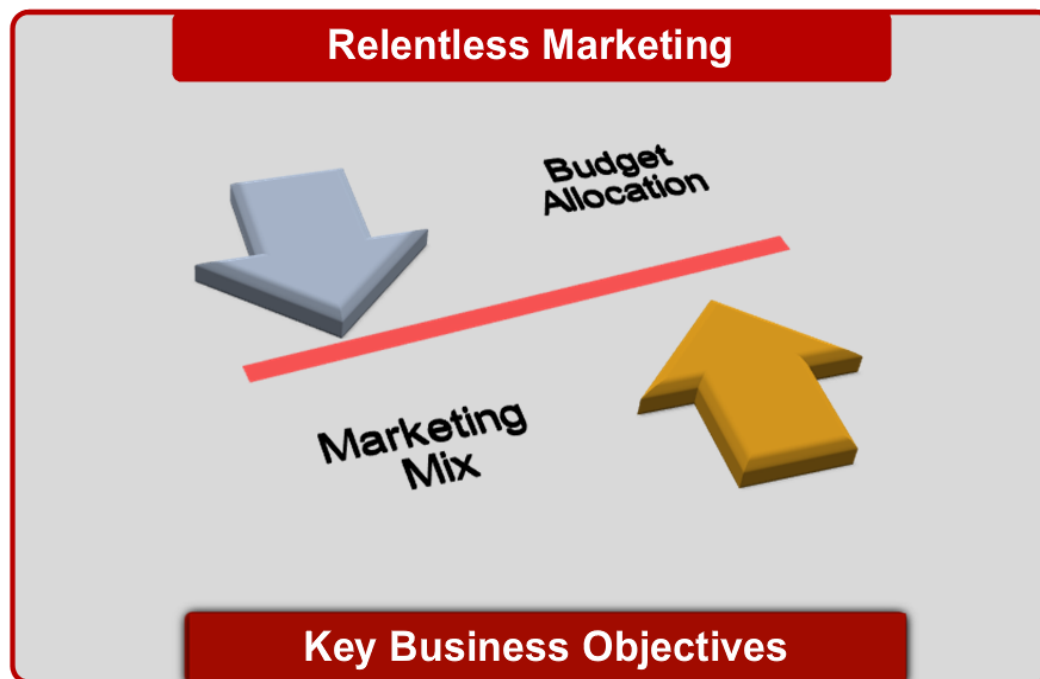 Relentless Marketing
Budget
Allocation
Marketing
Mix
Key Business Objectives